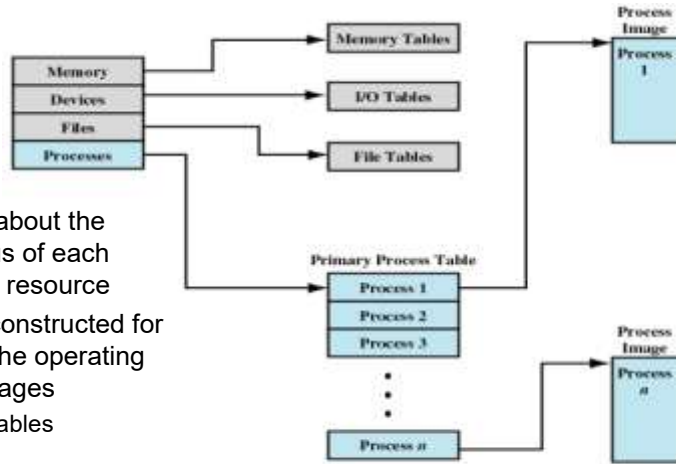 Process
Image
Process
1
Memory Tables
Memory
Devices
I/O Tables
Files
Processes
File Tables
about the
s of each
resource
Primary Process Table
Process 1
constructed for
Process 2
he operating
Process 3
Process
Image
ages
Process
n
ables
Process n